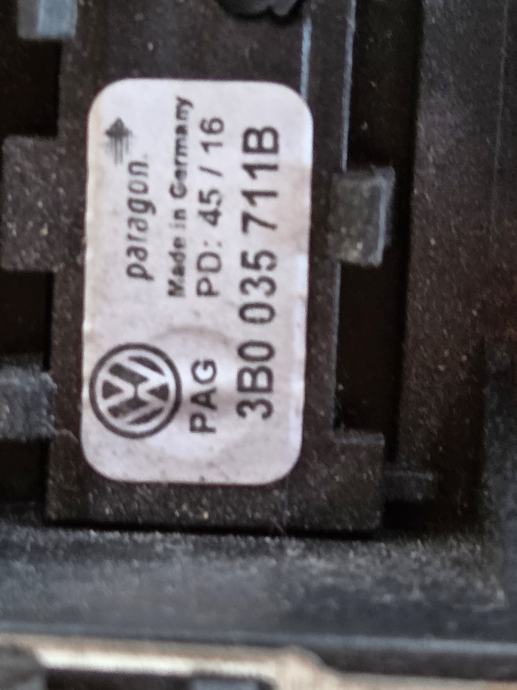 paragon.
Made in Germany
PAG PD: 45 / 16
3B0 035 711B